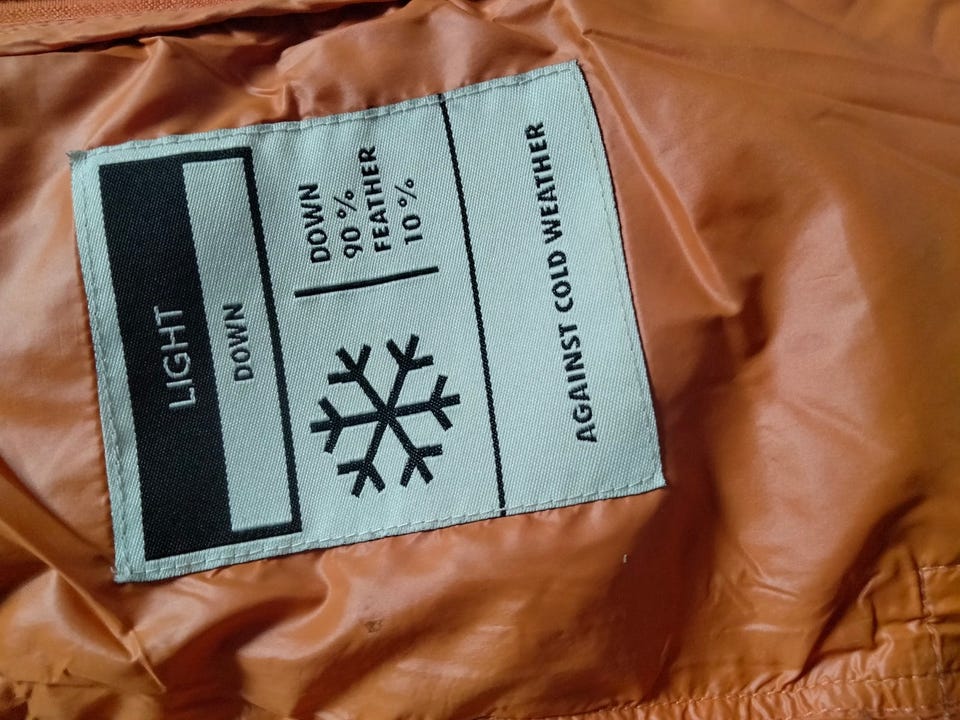 LIGHT
DOWN
DOWN
90 %
FEATHER
10 %
AGAINST COLD WEATHER